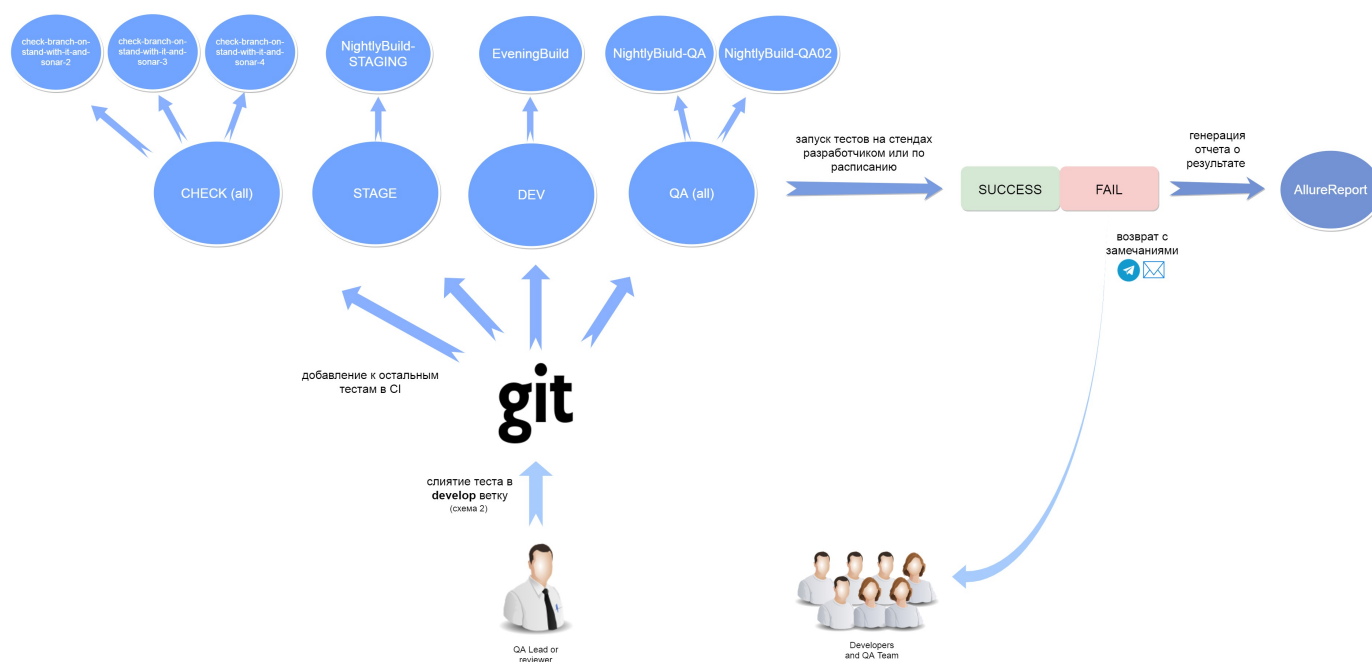 check-branch-on-
stand-with-it-and-
sonar-2
check-branch-on-
stand-with-it-and-
sonar-3
check-branch-on-
stand-with-it-and-
sonar-4
NightlyBuild-
STAGING
EveningBuild
NightlyBiuld-QA
NightlyBuild-QA02
CHECK (all)
STAGE
DEV
QA (all)
запуск тестов на стендах
разработчиком или по
расписанию
SUCCESS
FAIL
генерация
отчета о
результате
AllureReport
возврат с
замечаниями
добавление к остальным
тестам в CI
git
слиятие теста в
develop ветку
(схема 2)
QA Lead or
reviewer
Developers
and QA Team